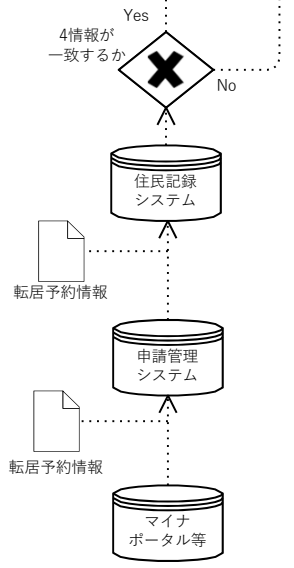 Yes
4情報が
一致するか
No
住民記録
システム
転居予約情報
申請管理
システム
転居予約情報
マイナ
ポータル等